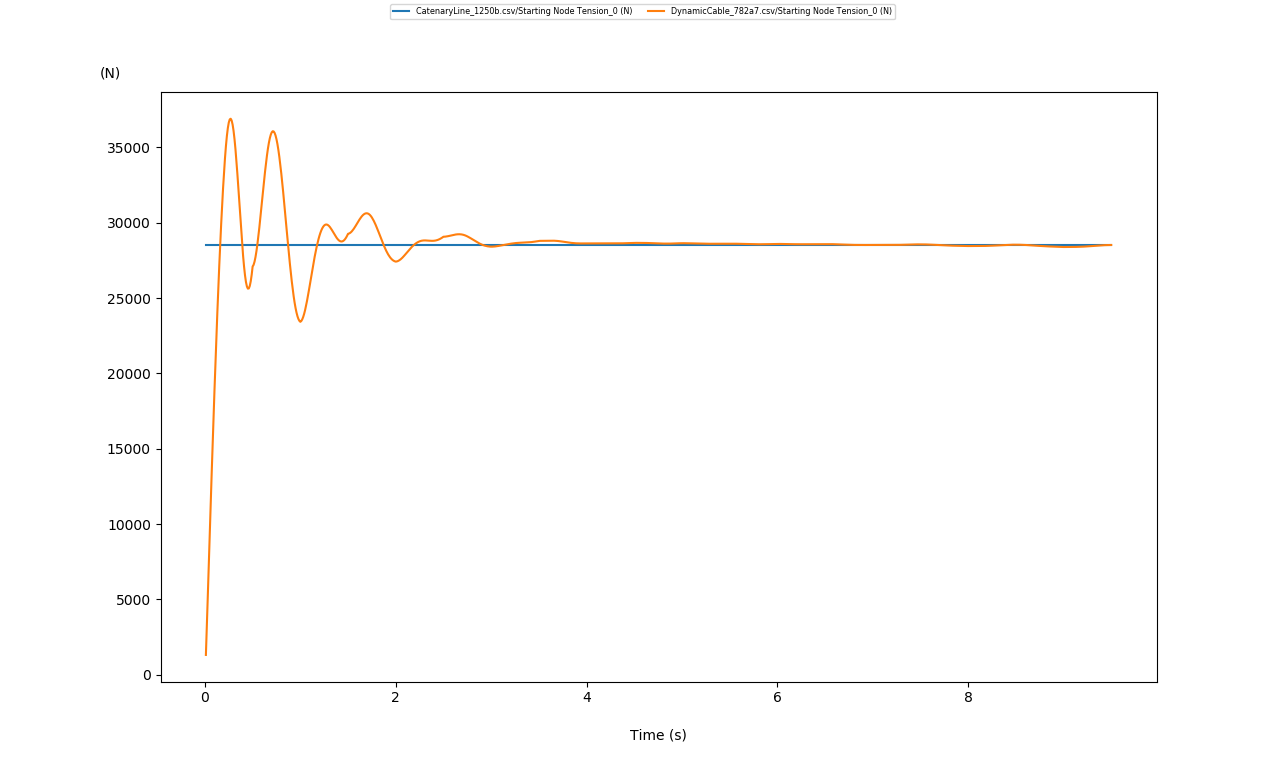 CatenaryLine_1250b.csv/Starting Node Tension_0 (N) DynamicCable_782a7.csv/Starting Node Tension_0 (N)
(N)
35000
30000
25000
20000
15000
10000
5000
0
0 2 4 6 8
Time (s)